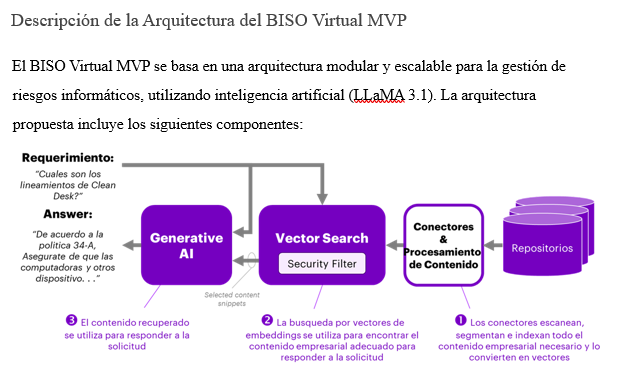 Descripción de la Arquitectura del BISO Virtual MVP
El BISO Virtual MVP se basa en una arquitectura modular y escalable para la gestión de
riesgos informáticos, utilizando inteligencia artificial (LLaMA 3.1). La arquitectura
propuesta incluye los siguientes componentes:
Requerimiento:
“Cuales son los
lineamientos de Clean
Desk?”
Answer:
“De acuerdo a la
politica 34-A,
Asegurate de que las
computadoras y otros
dispositivo. . .”
Generative
AI
Selected content
snippets
Vector Search
Security Filter
Conectores
&
Procesamiento
de Contenido
Repositorios
3 El contenido recuperado
se utiliza para responder a la
solicitud
2 La busqueda por vectores de
embeddings se utiliza para encontrar el
contenido empresarial adecuado para
responder a la solicitud
1 Los conectores escanean,
segmentan e indexan todo el
contenido empresarial necesario y lo
convierten en vectores